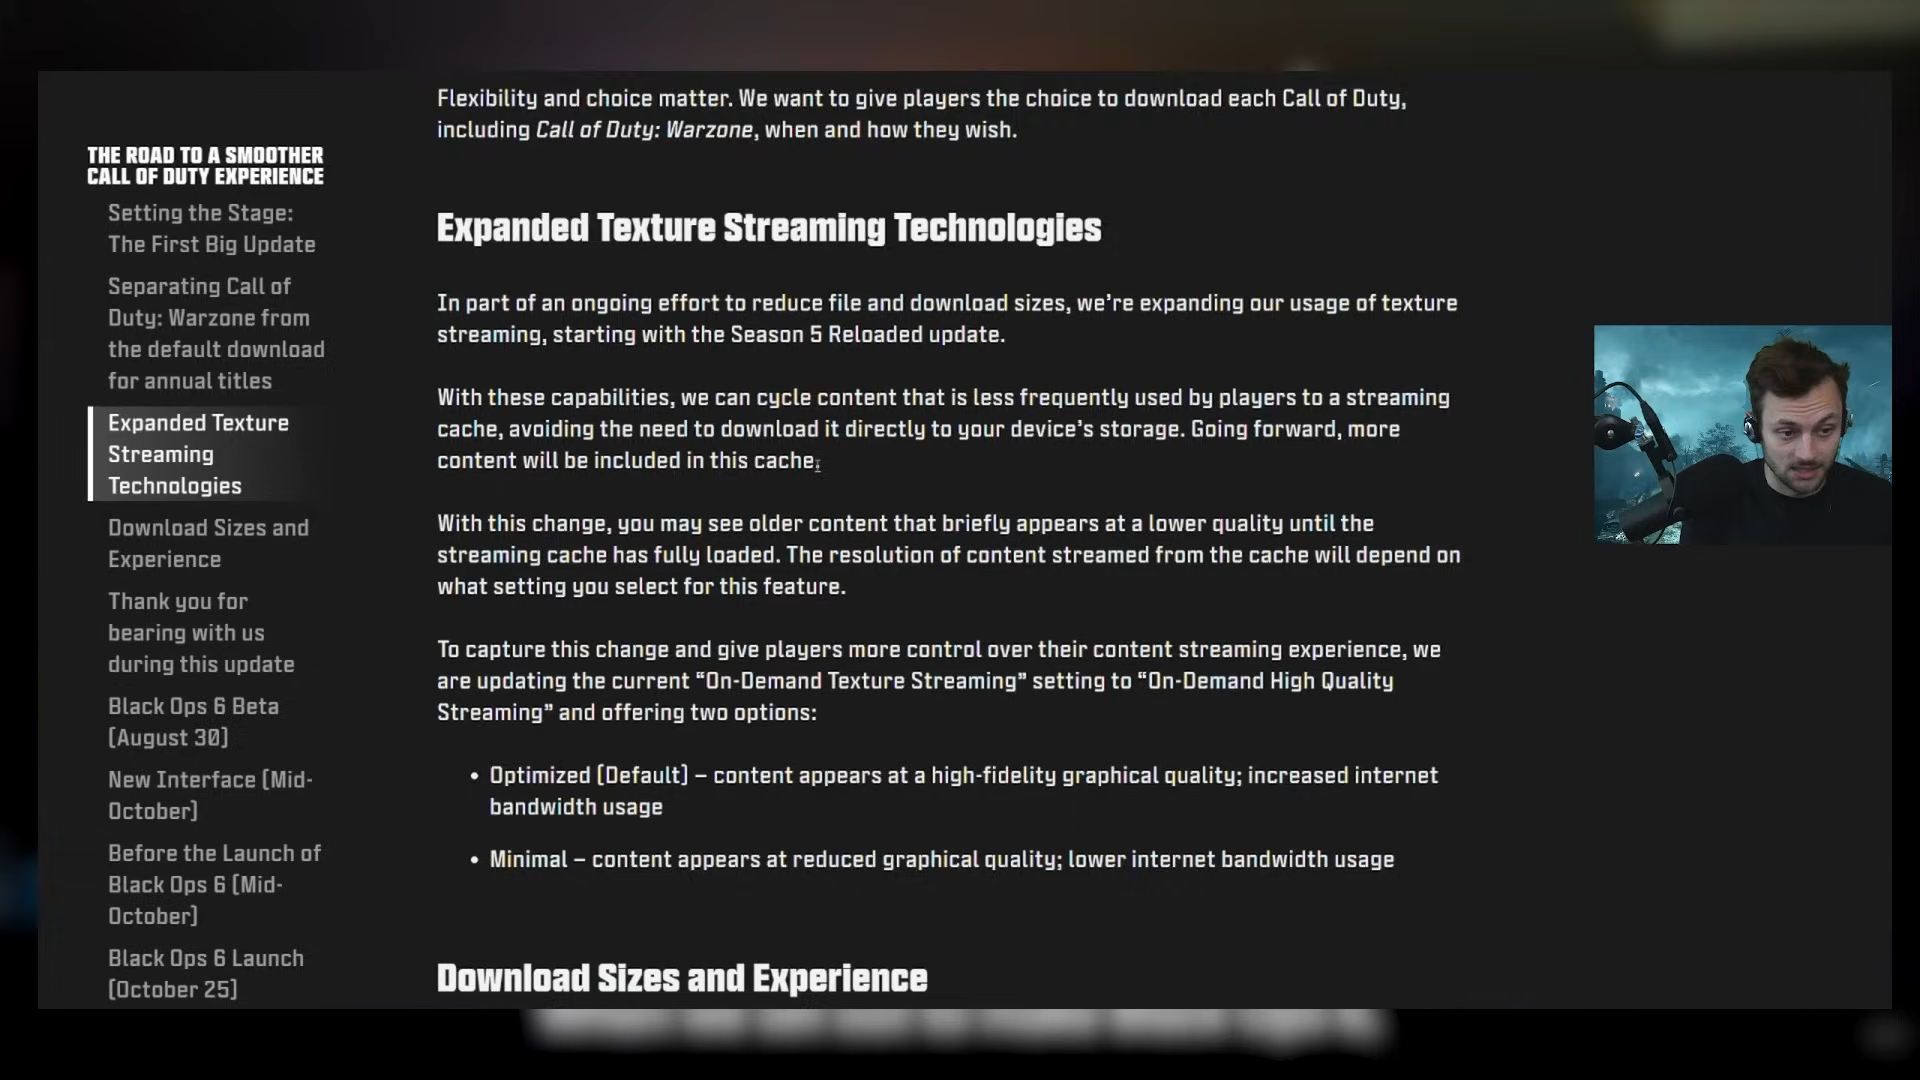 THE ROAD TO A SMOOTHER
CALL OF DUTY EXPERIENCE
Setting the Stage:
The First Big Update
Separating Call of
Duty: Warzone from
the default download
for annual titles
Expanded Texture
Streaming
Technologies
Download Sizes and
Experience
Thank you for
bearing with us
during this update
Black Ops 6 Beta
[August 30]
New Interface [Mid-
October]
Before the Launch of
Black Ops 6 [Mid-
October]
Black Ops 6 Launch
[October 25]
Flexibility and choice matter. We want to give players the choice to download each Call of Duty,
including Call of Duty: Warzone, when and how they wish.
Expanded Texture Streaming Technologies
In part of an ongoing effort to reduce file and download sizes, we’re expanding our usage of texture
streaming, starting with the Season 5 Reloaded update.
With these capabilities, we can cycle content that is less frequently used by players to a streaming
cache, avoiding the need to download it directly to your device’s storage. Going forward, more
content will be included in this cache.
With this change, you may see older content that briefly appears at a lower quality until the
streaming cache has fully loaded. The resolution of content streamed from the cache will depend on
what setting you select for this feature.
To capture this change and give players more control over their content streaming experience, we
are updating the current “On-Demand Texture Streaming” setting to “On-Demand High Quality
Streaming” and offering two options:
• Optimized [Default] – content appears at a high-fidelity graphical quality; increased internet
bandwidth usage
• Minimal – content appears at reduced graphical quality; lower internet bandwidth usage
Download Sizes and Experience